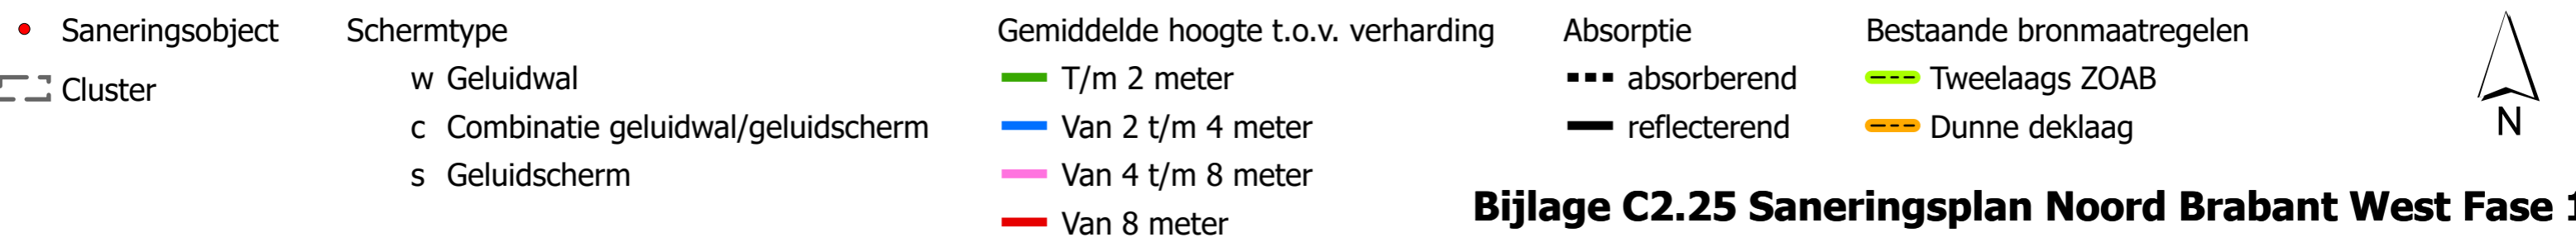 Saneringsobject
Cluster
Schermtype
w Geluidwal
c Combinatie geluidwal/geluidscherm
s Geluidscherm
Gemiddelde hoogte t.o.v. verharding
T/m 2 meter
Van 2 t/m 4 meter
Van 4 t/m 8 meter
Van 8 meter
Absorptie
absorberend
reflecterend
Bestaande bronmaatregelen
Tweelaags ZOAB
Dunne deklaag
N
Bijlage C2.25 Saneringsplan Noord Brabant West Fase 1